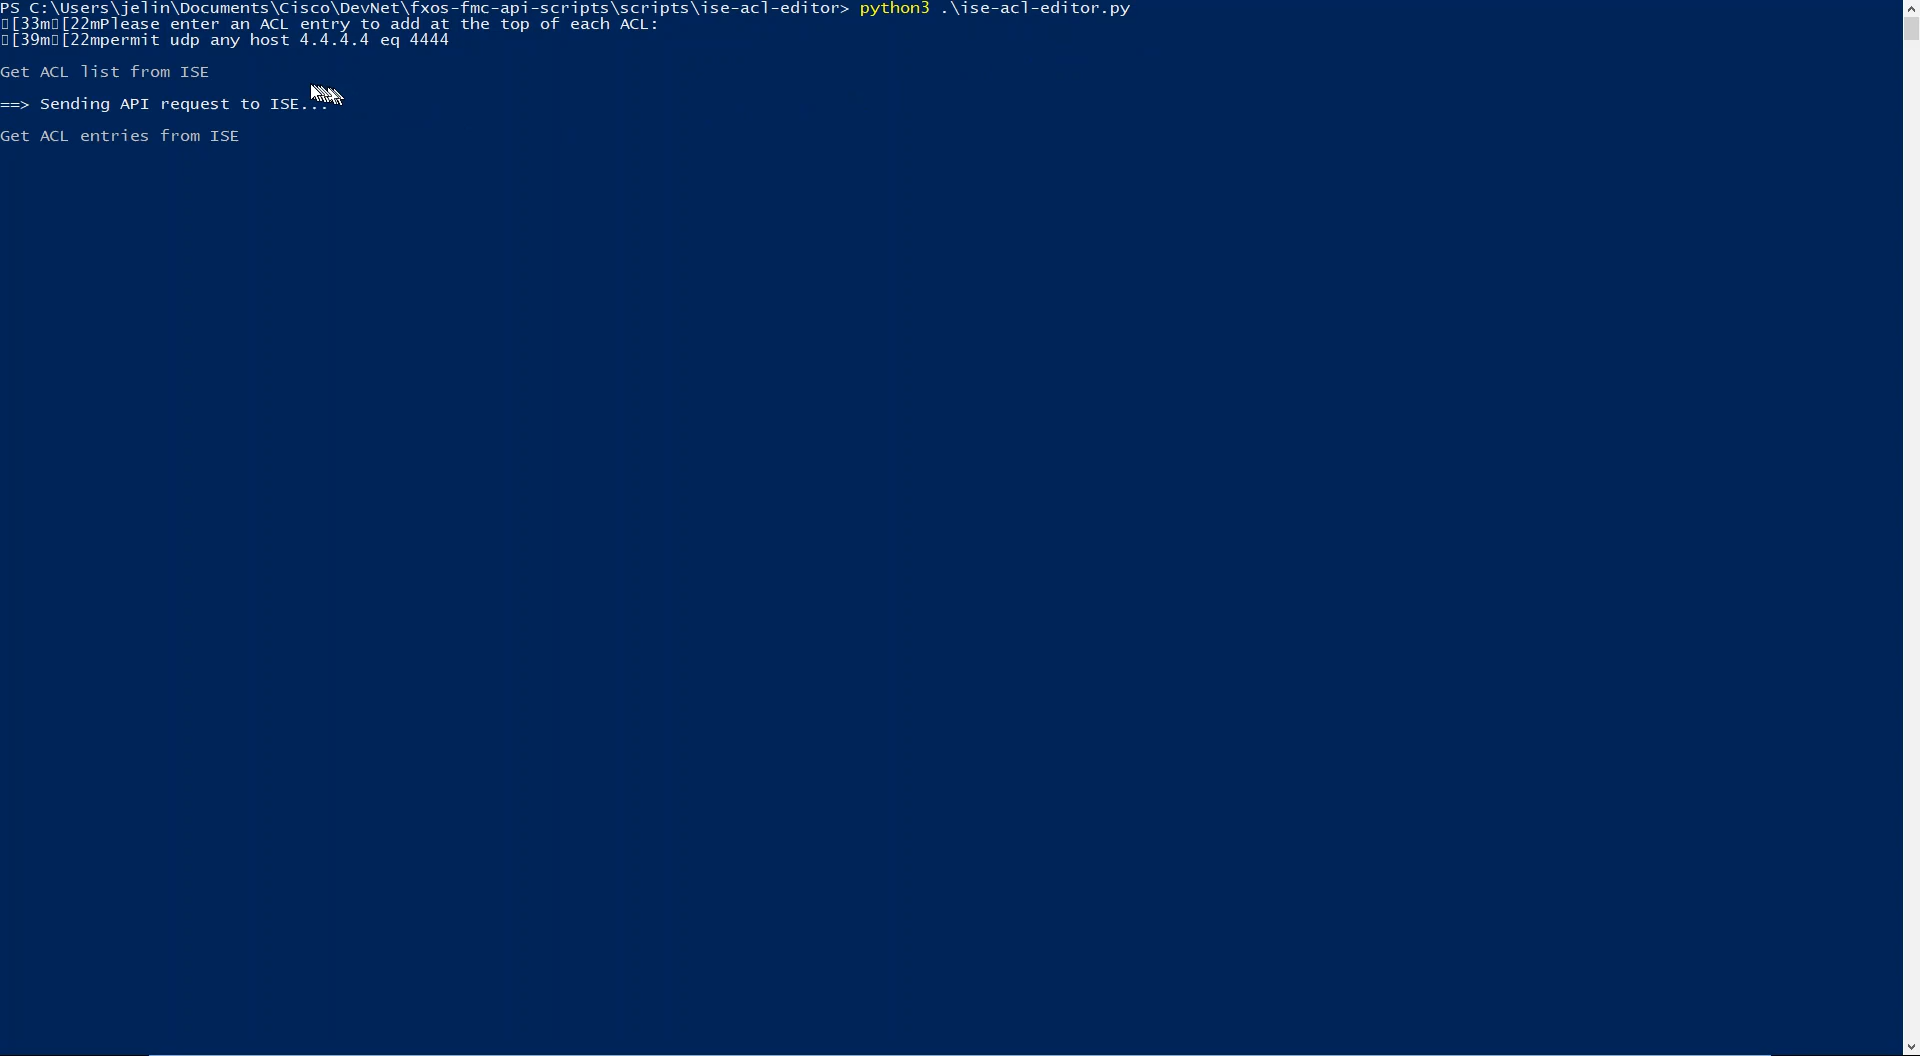 PS C:\Users\jelin\Documents\Cisco\DevNet\fxos-fmc-api-scripts\scripts\ise-acl-editor> python3 .\ise-acl-editor.py
▯[33m▯[22mPlease enter an ACL entry to add at the top of each ACL:
▯[39m▯[22mpermit udp any host 4.4.4.4 eq 4444
Get ACL list from ISE
==> Sending API request to ISE...
Get ACL entries from ISE